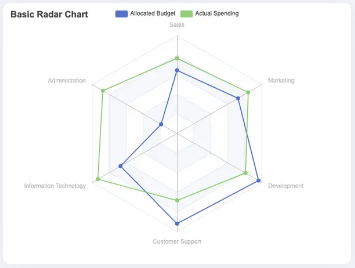 Basic Radar Chart
Allocated Budget
Actual Spending
Sales
Administration
Marketing
Information Technology
Development
Customer Support